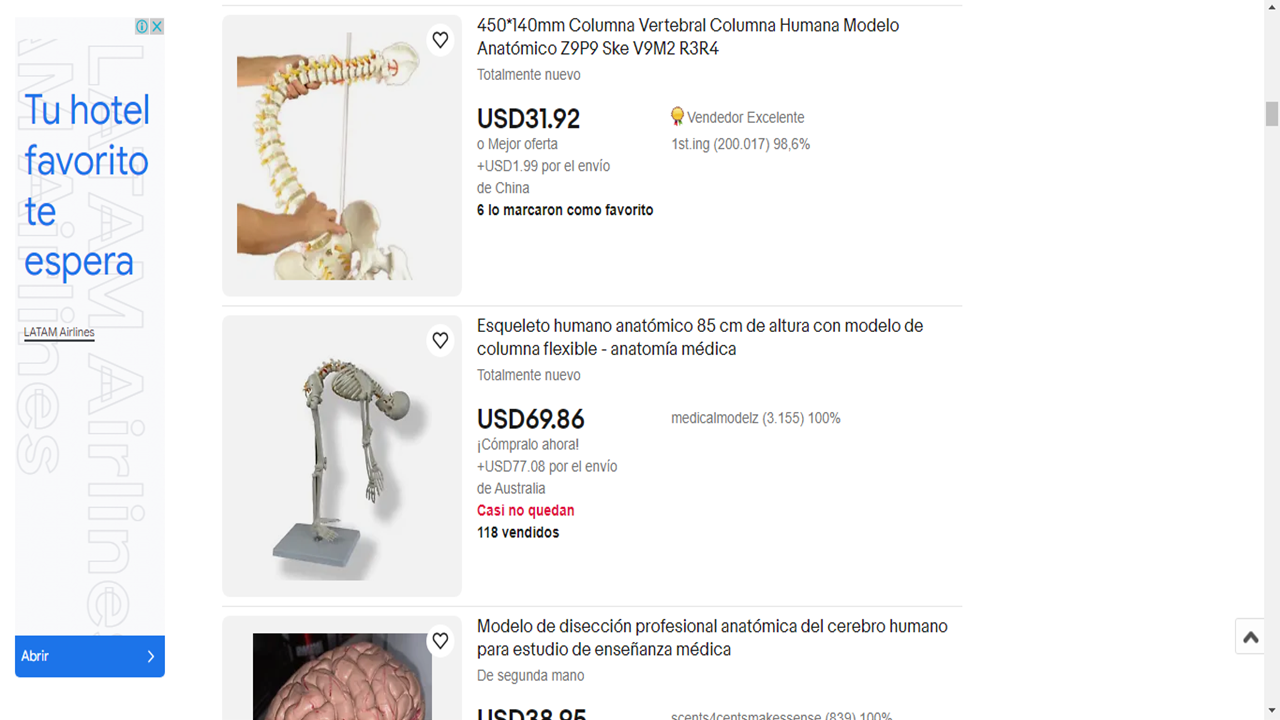 Tu hotel
favorito
te
espera
LATAM Airlines
LATAM Airlines
LATAM Airlines
Abrir
450*140mm Columna Vertebral Columna Humana Modelo
Anatómico Z9P9 Ske V9M2 R3R4
Totalmente nuevo
USD31.92
Vendedor Excelente
o Mejor oferta
1st.ing (200.017) 98,6%
+USD1.99 por el envío
de China
6 lo marcaron como favorito
Esqueleto humano anatómico 85 cm de altura con modelo de
columna flexible - anatomía médica
Totalmente nuevo
USD69.86
medicalmodelz (3.155) 100%
¡Cómpralo ahora!
+USD77.08 por el envío
de Australia
Casi no quedan
118 vendidos
Modelo de disección profesional anatómica del cerebro humano
para estudio de enseñanza médica
De segunda mano
USD38.95
scents4centsmakessense (839) 100%